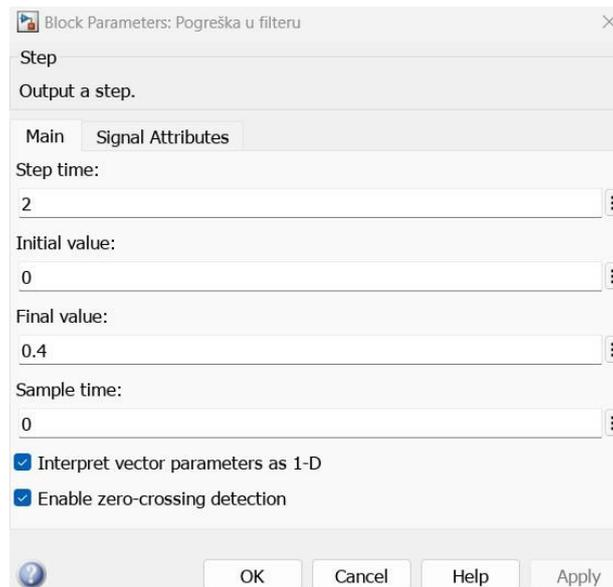 Block Parameters: Pogreška u filteru
Step
Output a step.
Main Signal Attributes
Step time:
2
Initial value:
0
Final value:
0.4
Sample time:
0
Interpret vector parameters as 1-D
Enable zero-crossing detection
? OK Cancel Help Apply